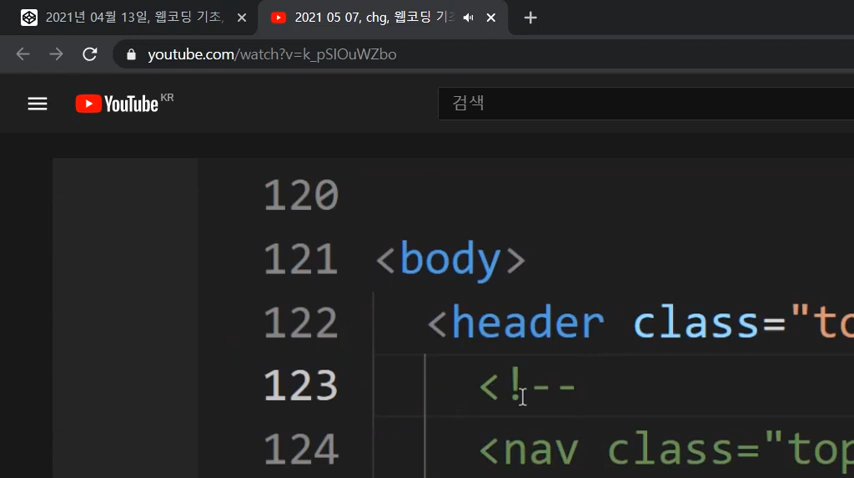 2021년 04월 13일, 웹코딩 기초,
2021 05 07, chg, 웹코딩 기초
youtube.com/watch?v=k_pSIOuWZbo
YouTube KR
검색
120
121 <body>
122 <header class="to
123 <!--
124 <nav class="top